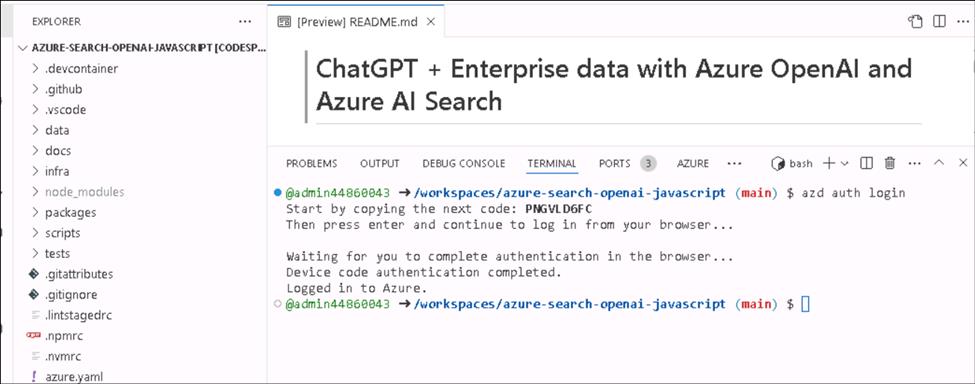 EXPLORER
[Preview] README.md
AZURE-SEARCH-OPENAI-JAVASCRIPT [CODESP...
.devcontainer
.github
.vscode
data
docs
infra
node_modules
packages
scripts
tests
.gitattributes
.gitignore
.lintstagedrc
.npmrc
.nvmrc
azure.yaml
ChatGPT + Enterprise data with Azure OpenAI and
Azure AI Search
PROBLEMS OUTPUT DEBUG CONSOLE TERMINAL PORTS 3 AZURE ... bash
@admin44860043 ➜ /workspaces/azure-search-openai-javascript (main) $ azd auth login
Start by copying the next code: PNGVLD6FC
Then press enter and continue to log in from your browser...
Waiting for you to complete authentication in the browser...
Device code authentication completed.
Logged in to Azure.
@admin44860043 ➜ /workspaces/azure-search-openai-javascript (main) $